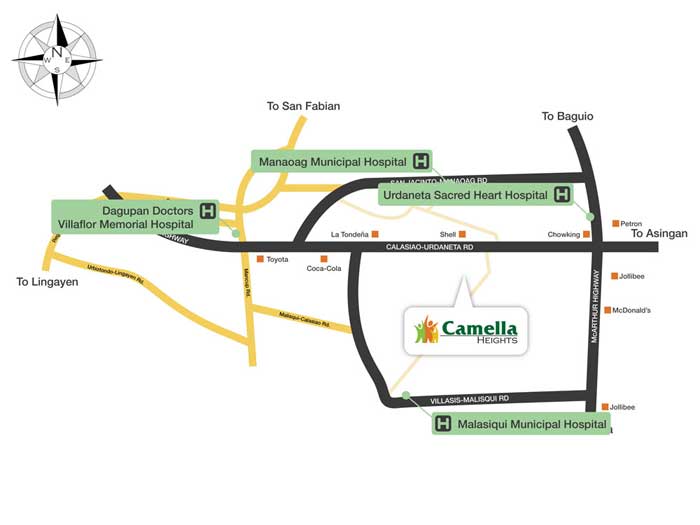 N
W E
S
To San Fabian
To Baguio
Manaoag Municipal Hospital H
SAN JACINTO-MANAOAG RD
Urdaneta Sacred Heart Hospital H
Dagupan Doctors H
Villaflor Memorial Hospital
Petron
La Tondeña
Shell
Chowking
To Asingan
HIGHWAY
CALASIAO-URDANETA RD
Toyota
Coca-Cola
To Lingayen
Urbiztondo-Lingayen Rd.
Mancup Rd.
Jollibee
McARTHUR HIGHWAY
McDonald's
Malasiqui-Calasiao Rd.
Camella
HEIGHTS
VILLASIS-MALISQUI RD
Jollibee
H Malasiqui Municipal Hospital